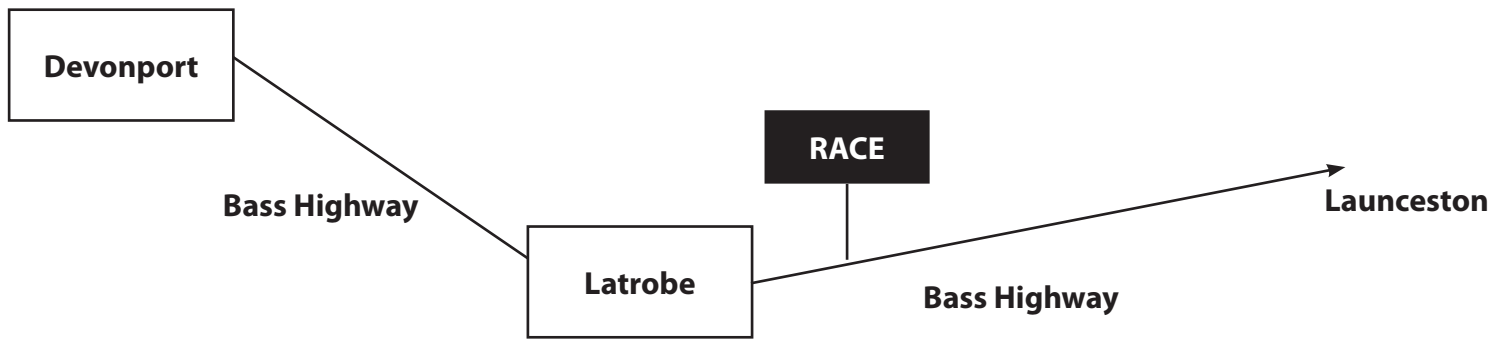 Devonport
RACE
Bass Highway
Launceston
Latrobe
Bass Highway